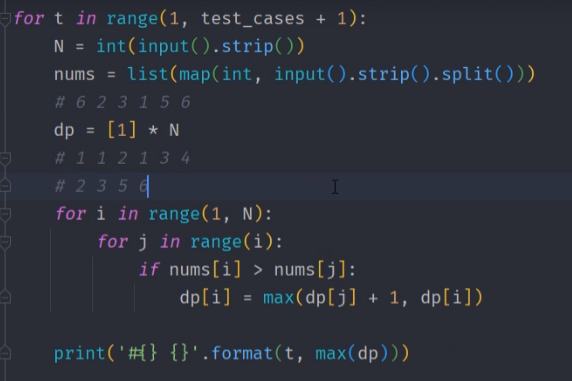 for t in range(1, test_cases + 1):
    N = int(input().strip())
    nums = list(map(int, input().strip().split()))
    # 6 2 3 1 5 6
    dp = [1] * N
    # 1 1 2 1 3 4
    # 2 3 5 6
    for i in range(1, N):
        for j in range(i):
            if nums[i] > nums[j]:
                dp[i] = max(dp[j] + 1, dp[i])
    print('#{} {}'.format(t, max(dp)))